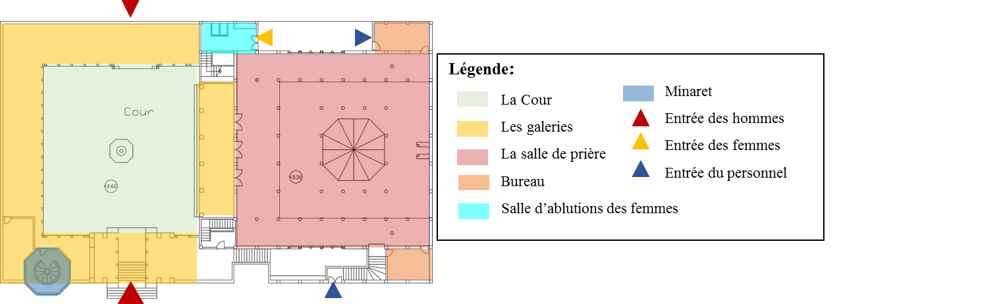 Cour
+2.60
+3.30
Légende:
La Cour
Les galeries
La salle de prière
Bureau
Salle d’ablutions des femmes
Minaret
Entrée des hommes
Entrée des femmes
Entrée du personnel